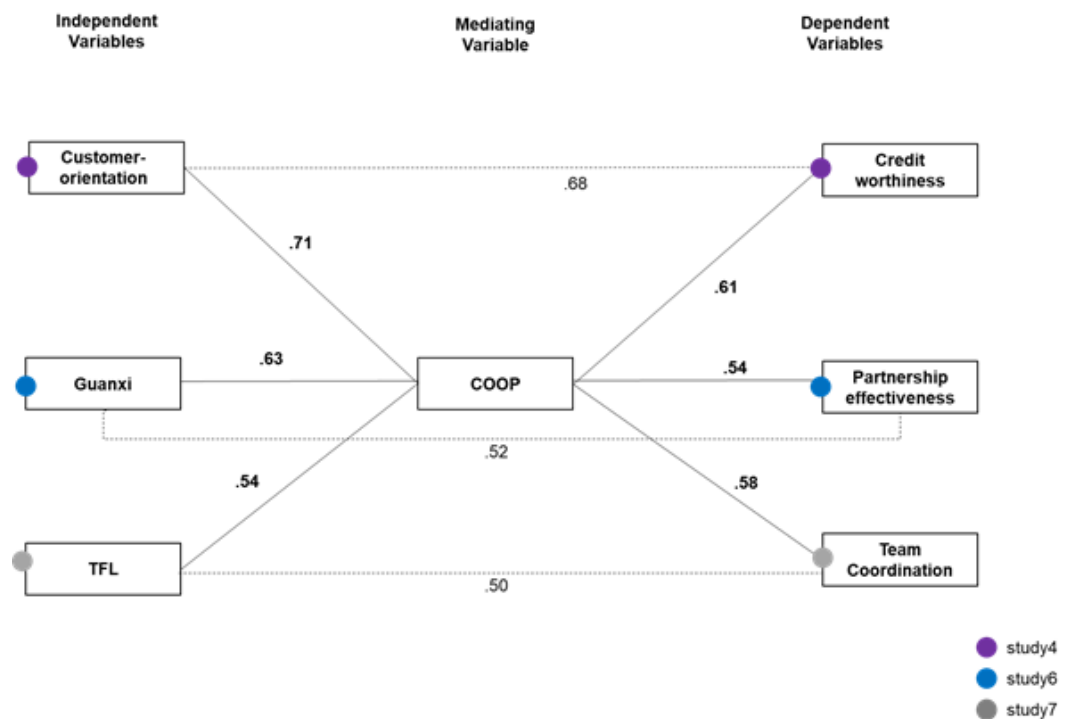 Independent
Variables
Mediating
Variable
Dependent
Variables
Customer-
orientation
Credit
worthiness
.68
.71
.61
.63
Guanxi
COOP
.54
Partnership
effectiveness
.52
.54
.58
TFL
Team
Coordination
.50
study4
study6
study7